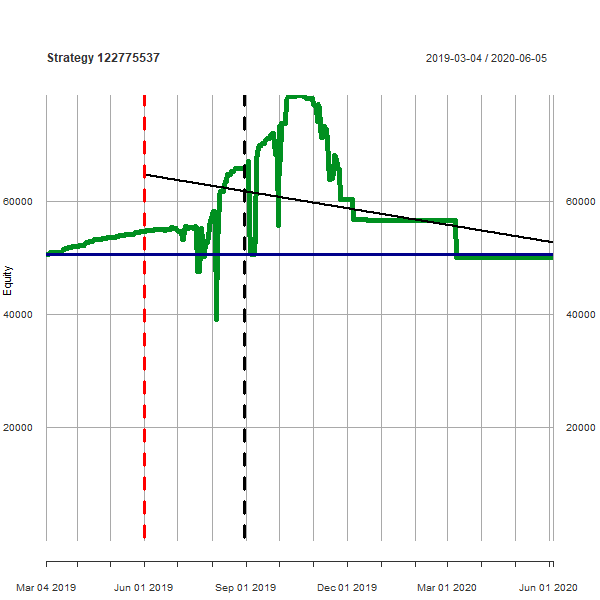 Strategy 122775537
2019-03-04 / 2020-06-05
60000
60000
Equity
40000
40000
20000
20000
Mar 04 2019
Jun 01 2019
Sep 01 2019
Dec 01 2019
Mar 01 2020
Jun 01 2020